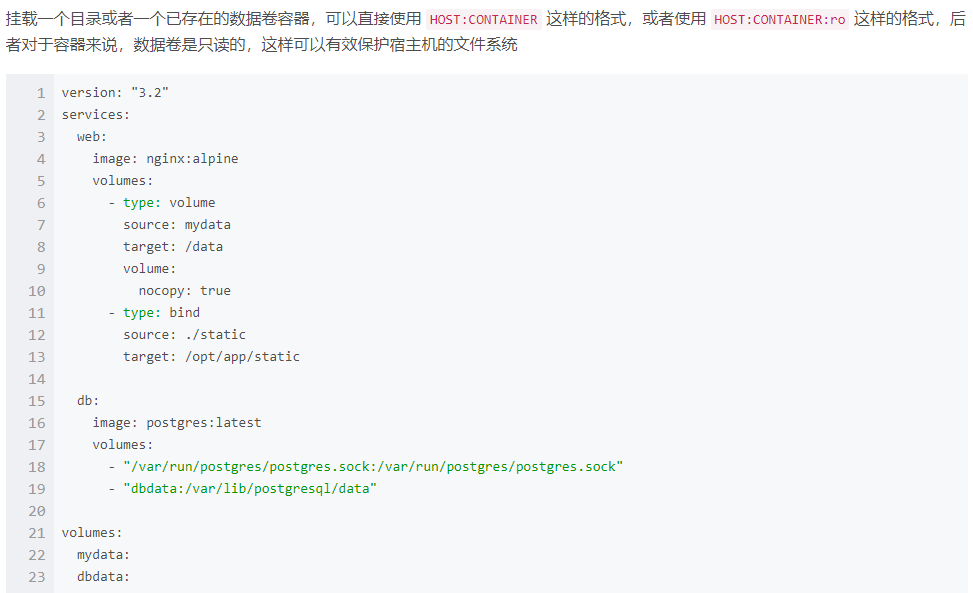 挂载一个目录或者一个已存在的数据卷容器，可以直接使用 HOST:CONTAINER 这样的格式，或者使用 HOST:CONTAINER:ro 这样的格式，后
者对于容器来说，数据卷是只读的，这样可以有效保护宿主机的文件系统
1 version: "3.2"
2 services:
3   web:
4     image: nginx:alpine
5     volumes:
6       - type: volume
7         source: mydata
8         target: /data
9         volume:
10           nocopy: true
11       - type: bind
12         source: ./static
13         target: /opt/app/static
14
15   db:
16     image: postgres:latest
17     volumes:
18       - "/var/run/postgres/postgres.sock:/var/run/postgres/postgres.sock"
19       - "dbdata:/var/lib/postgresql/data"
20
21 volumes:
22   mydata:
23   dbdata: